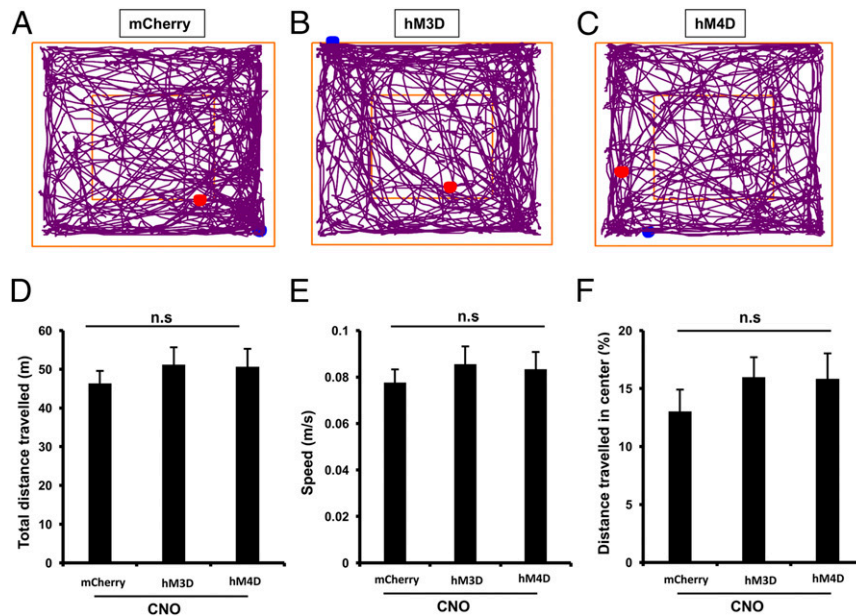 A
mCherry
B
hM3D
C
hM4D
D
n.s
60
50
40
30
20
10
0
Total distance travelled (m)
mCherry hM3D hM4D
CNO
E
n.s
0.1
0.08
0.06
0.04
0.02
0
Speed (m/s)
mCherry hM3D hM4D
CNO
F
n.s
20
15
10
5
0
Distance travelled in center (%)
mCherry hM3D hM4D
CNO